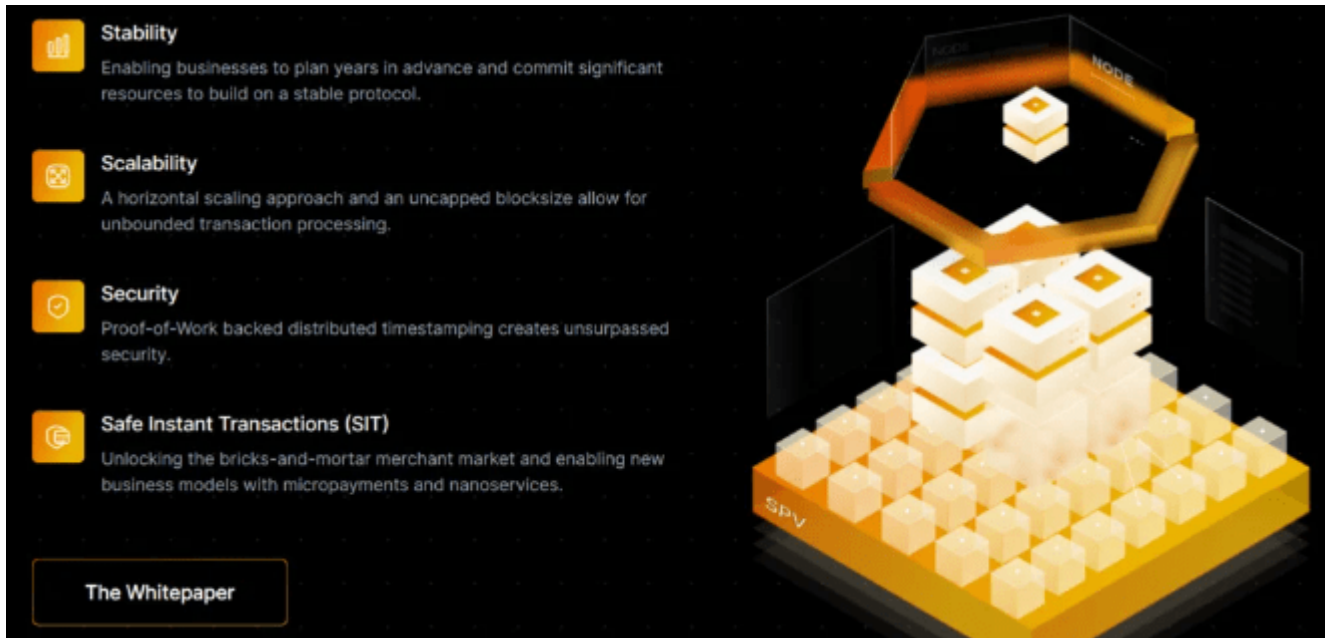 Stability
Enabling businesses to plan years in advance and commit significant
resources to build on a stable protocol.
Scalability
A horizontal scaling approach and an uncapped blocksize allow for
unbounded transaction processing.
Security
Proof-of-Work backed distributed timestamping creates unsurpassed
security.
Safe Instant Transactions (SIT)
Unlocking the bricks-and-mortar merchant market and enabling new
business models with micropayments and nanoservices.
The Whitepaper
NODE
NODE
SPV